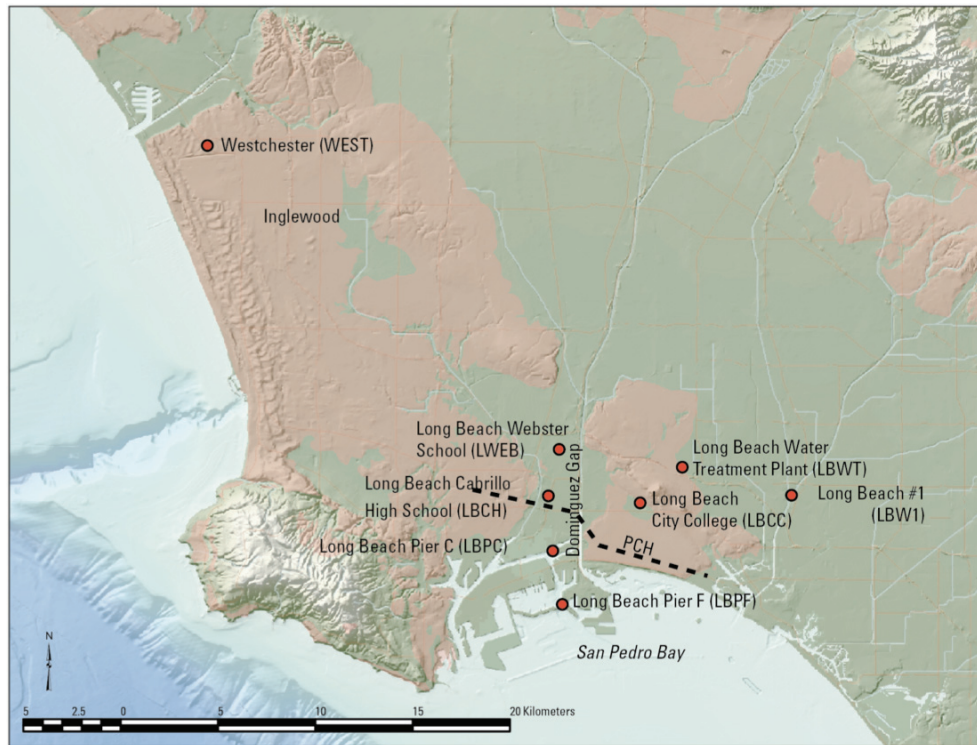 Westchester (WEST)
Inglewood
Long Beach Webster
School (LWEB)
Dominguez Gap
Long Beach Water
Treatment Plant (LBWT)
Long Beach Cabrillo
High School (LBCH)
Long Beach
City College (LBCC)
Long Beach #1
(LBW1)
PCH
Long Beach Pier C (LBPC)
Long Beach Pier F (LBPF)
San Pedro Bay
N
5 2.5 0 5 10 15 20 Kilometers